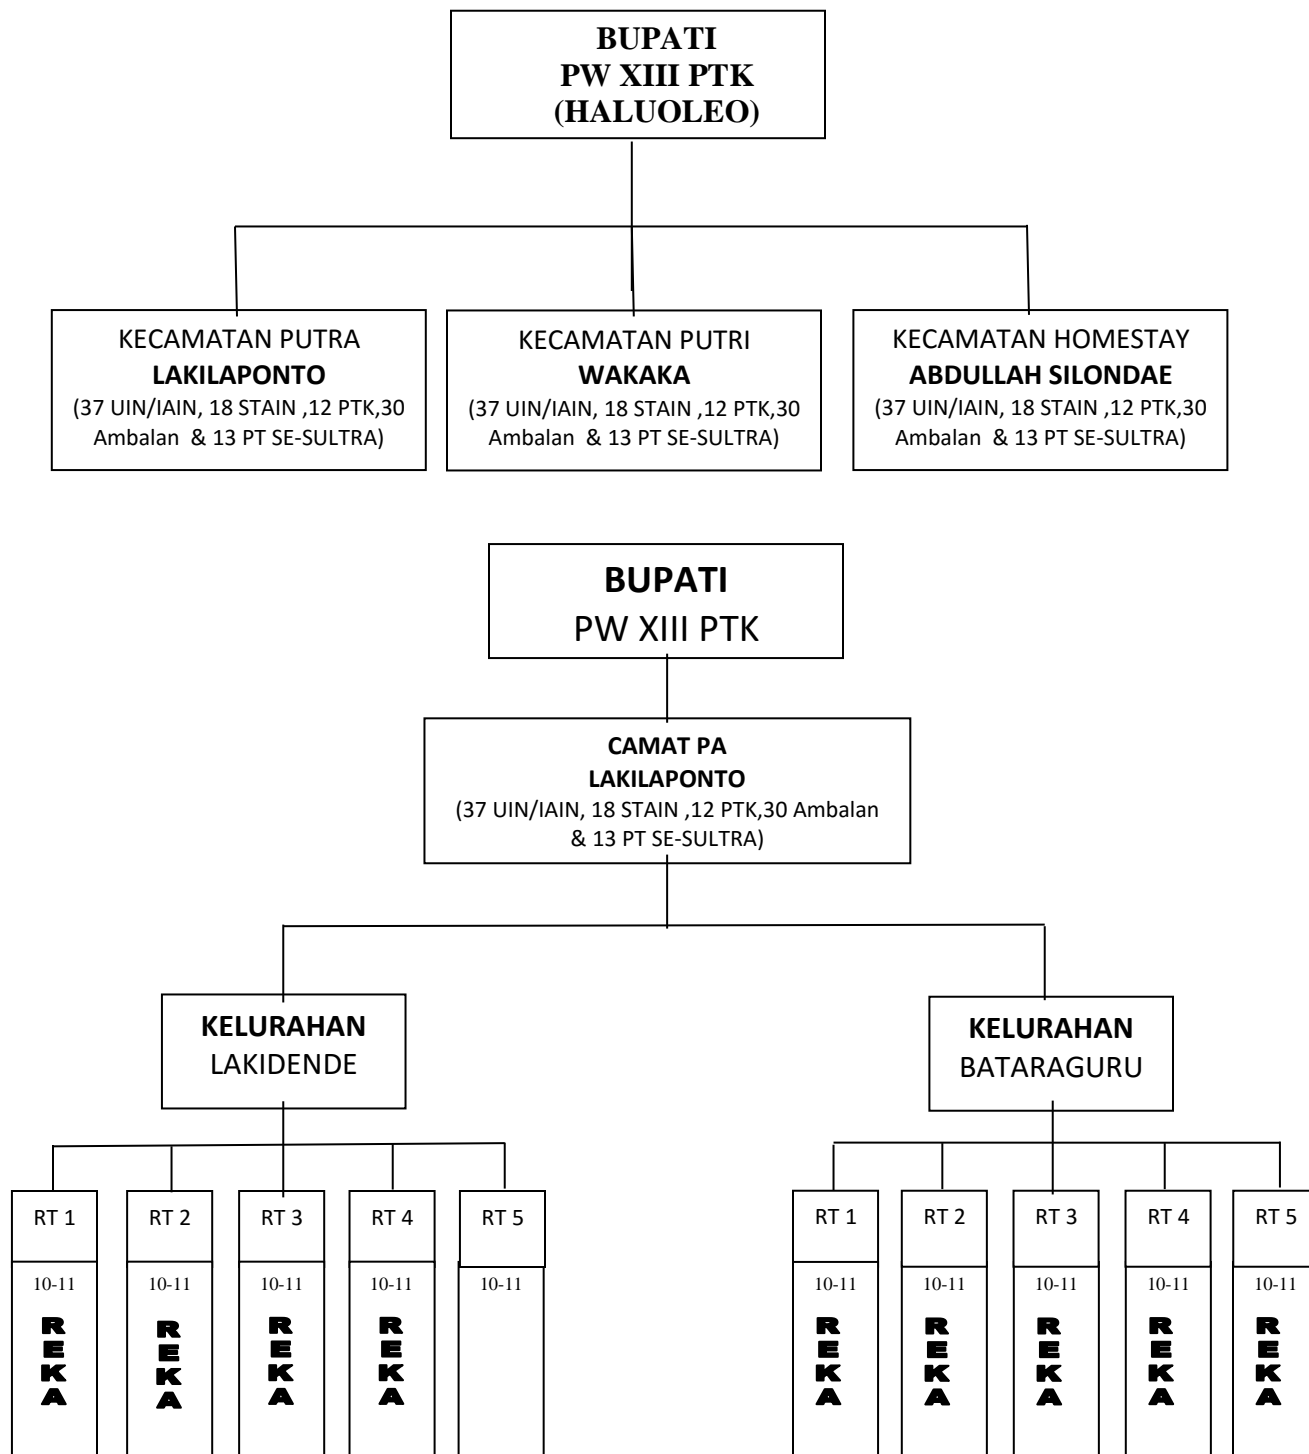 BUPATI
PW XIII PTK
(HALUOLEO)
KECAMATAN PUTRA
LAKILAPONTO
(37 UIN/IAIN, 18 STAIN ,12 PTK,30
Ambalan & 13 PT SE-SULTRA)
KECAMATAN PUTRI
WAKAKA
(37 UIN/IAIN, 18 STAIN ,12 PTK,30
Ambalan & 13 PT SE-SULTRA)
KECAMATAN HOMESTAY
ABDULLAH SILONDAE
(37 UIN/IAIN, 18 STAIN ,12 PTK,30
Ambalan & 13 PT SE-SULTRA)
BUPATI
PW XIII PTK
CAMAT PA
LAKILAPONTO
(37 UIN/IAIN, 18 STAIN ,12 PTK,30 Ambalan
& 13 PT SE-SULTRA)
KELURAHAN
LAKIDENDE
KELURAHAN
BATARAGURU
RT 1
RT 2
RT 3
RT 4
RT 5
RT 1
RT 2
RT 3
RT 4
RT 5
10-11
10-11
10-11
10-11
10-11
10-11
10-11
10-11
10-11
10-11
REKA
REKA
REKA
REKA
REKA
REKA
REKA
REKA
REKA